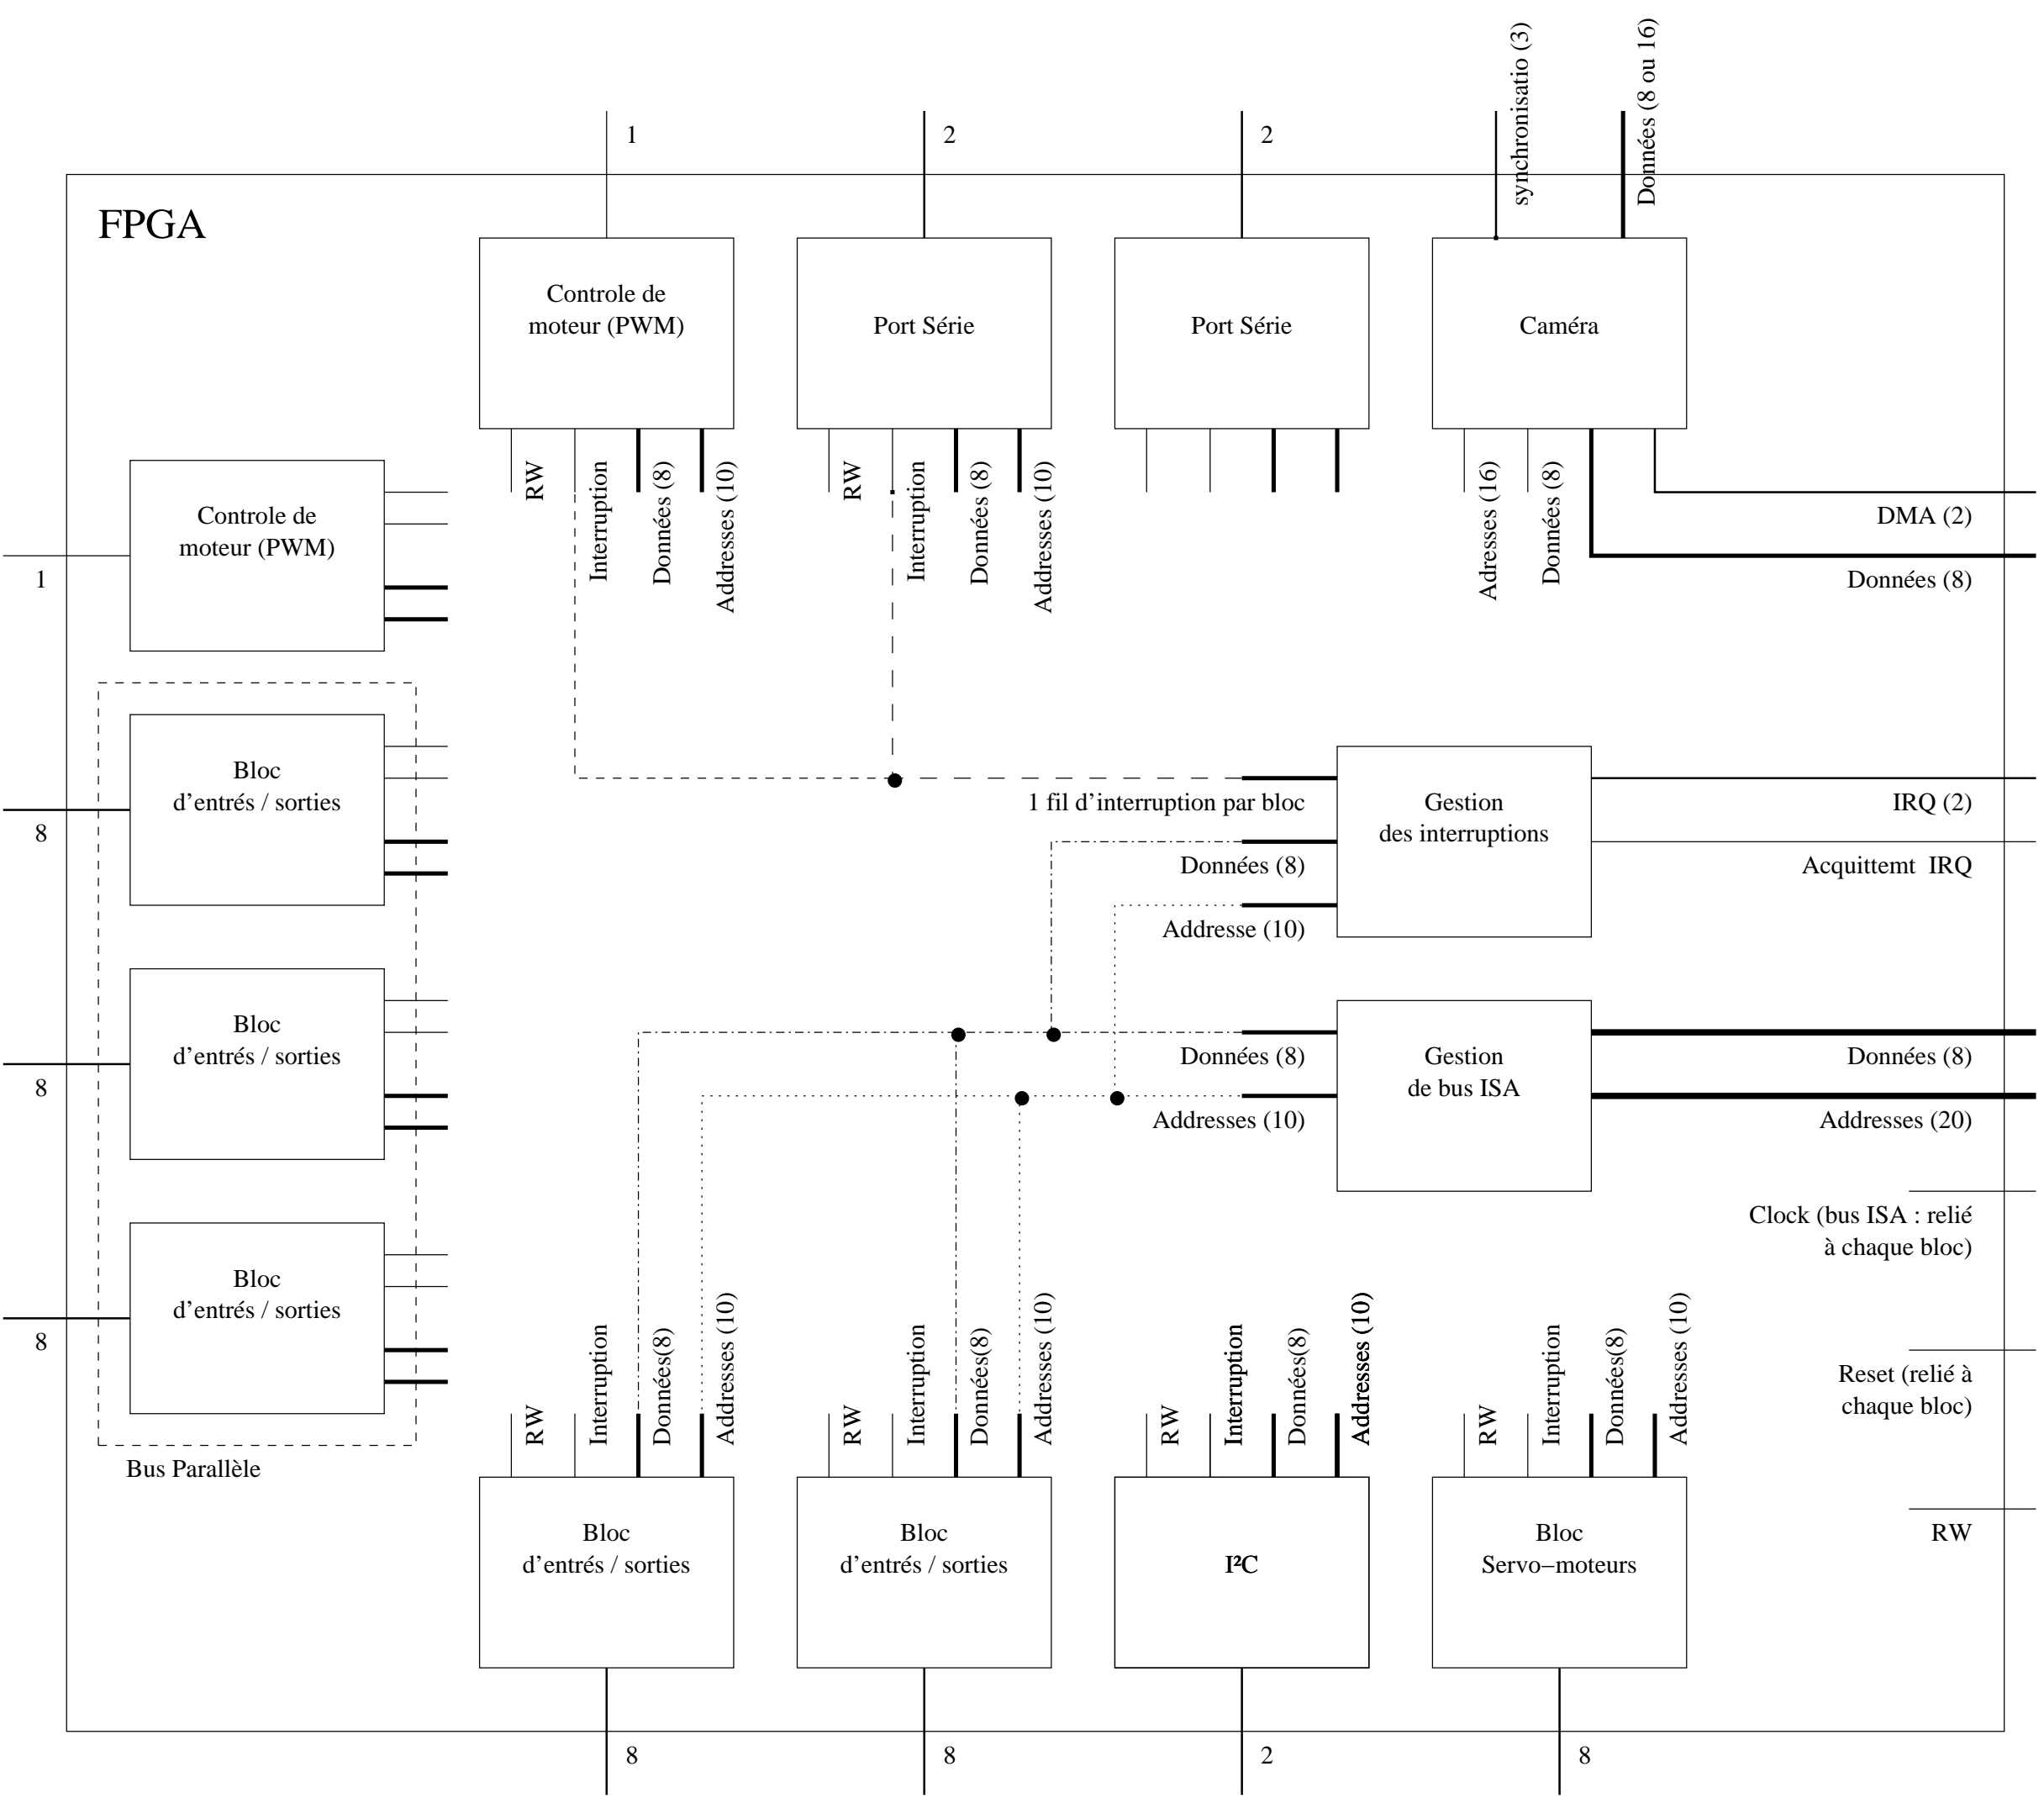 synchronisatio (3)
Données (8 ou 16)
1
2
2
FPGA
Controle de
moteur (PWM)
Port Série
Port Série
Caméra
RW
Interruption
Données (8)
Addresses (10)
RW
Interruption
Données (8)
Addresses (10)
Adresses (16)
Données (8)
DMA (2)
Données (8)
Controle de
moteur (PWM)
1
Bloc
d'entrés / sorties
8
1 fil d'interruption par bloc
Données (8)
Addresse (10)
Gestion
des interruptions
IRQ (2)
Acquittemt IRQ
Bloc
d'entrés / sorties
8
Données (8)
Addresses (10)
Gestion
de bus ISA
Données (8)
Addresses (20)
Clock (bus ISA : relié
à chaque bloc)
Bloc
d'entrés / sorties
8
Reset (relié à
chaque bloc)
Bus Parallèle
RW
Interruption
Données(8)
Addresses (10)
RW
Interruption
Données(8)
Addresses (10)
RW
Interruption
Données(8)
Addresses (10)
RW
Interruption
Données(8)
Addresses (10)
RW
Bloc
d'entrés / sorties
Bloc
d'entrés / sorties
I²C
Bloc
Servo−moteurs
8
8
2
8